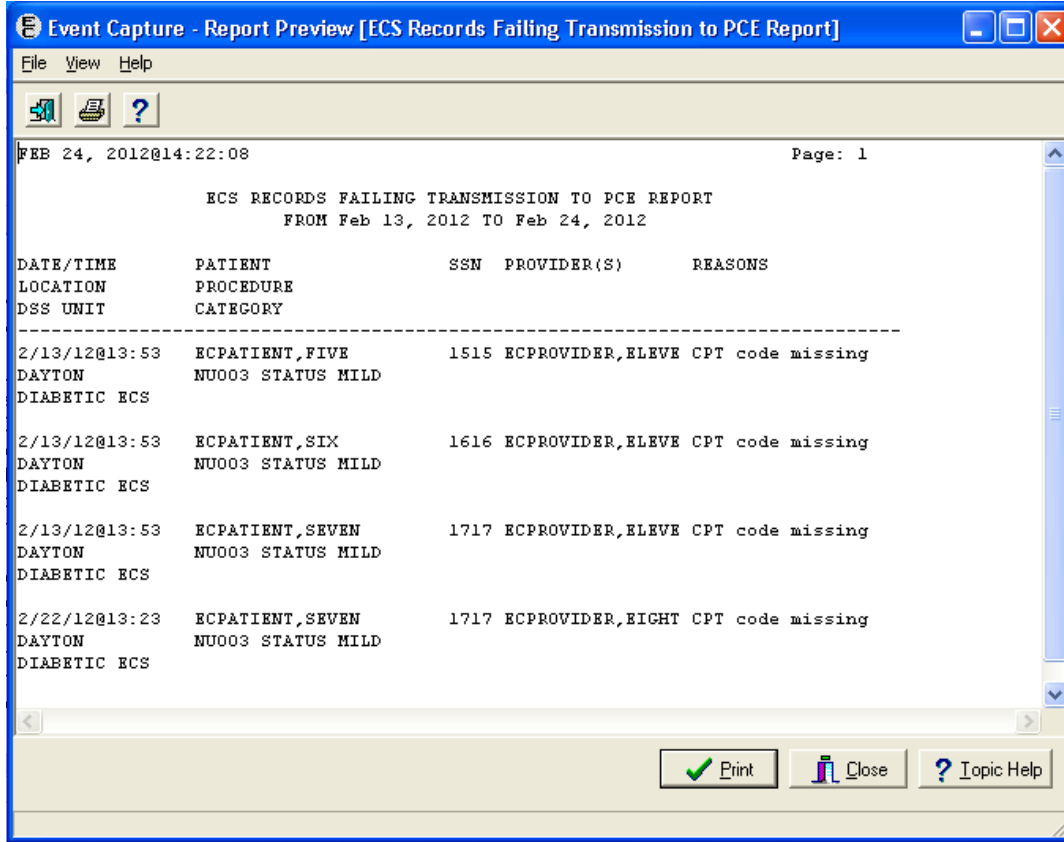 Event Capture - Report Preview [ECS Records Failing Transmission to PCE Report]
File View Help
FEB 24, 2012@14:22:08 Page: 1
ECS RECORDS FAILING TRANSMISSION TO PCE REPORT
FROM Feb 13, 2012 TO Feb 24, 2012
DATE/TIME PATIENT SSN PROVIDER(S) REASONS
LOCATION PROCEDURE
DSS UNIT CATEGORY
--------------------------------------------------------------------------------
2/13/12@13:53 ECPATIENT,FIVE 1515 ECPROVIDER,ELEVE CPT code missing
DAYTON NU003 STATUS MILD
DIABETIC ECS
2/13/12@13:53 ECPATIENT,SIX 1616 ECPROVIDER,ELEVE CPT code missing
DAYTON NU003 STATUS MILD
DIABETIC ECS
2/13/12@13:53 ECPATIENT,SEVEN 1717 ECPROVIDER,ELEVE CPT code missing
DAYTON NU003 STATUS MILD
DIABETIC ECS
2/22/12@13:23 ECPATIENT,SEVEN 1717 ECPROVIDER,EIGHT CPT code missing
DAYTON NU003 STATUS MILD
DIABETIC ECS
Print Close Topic Help